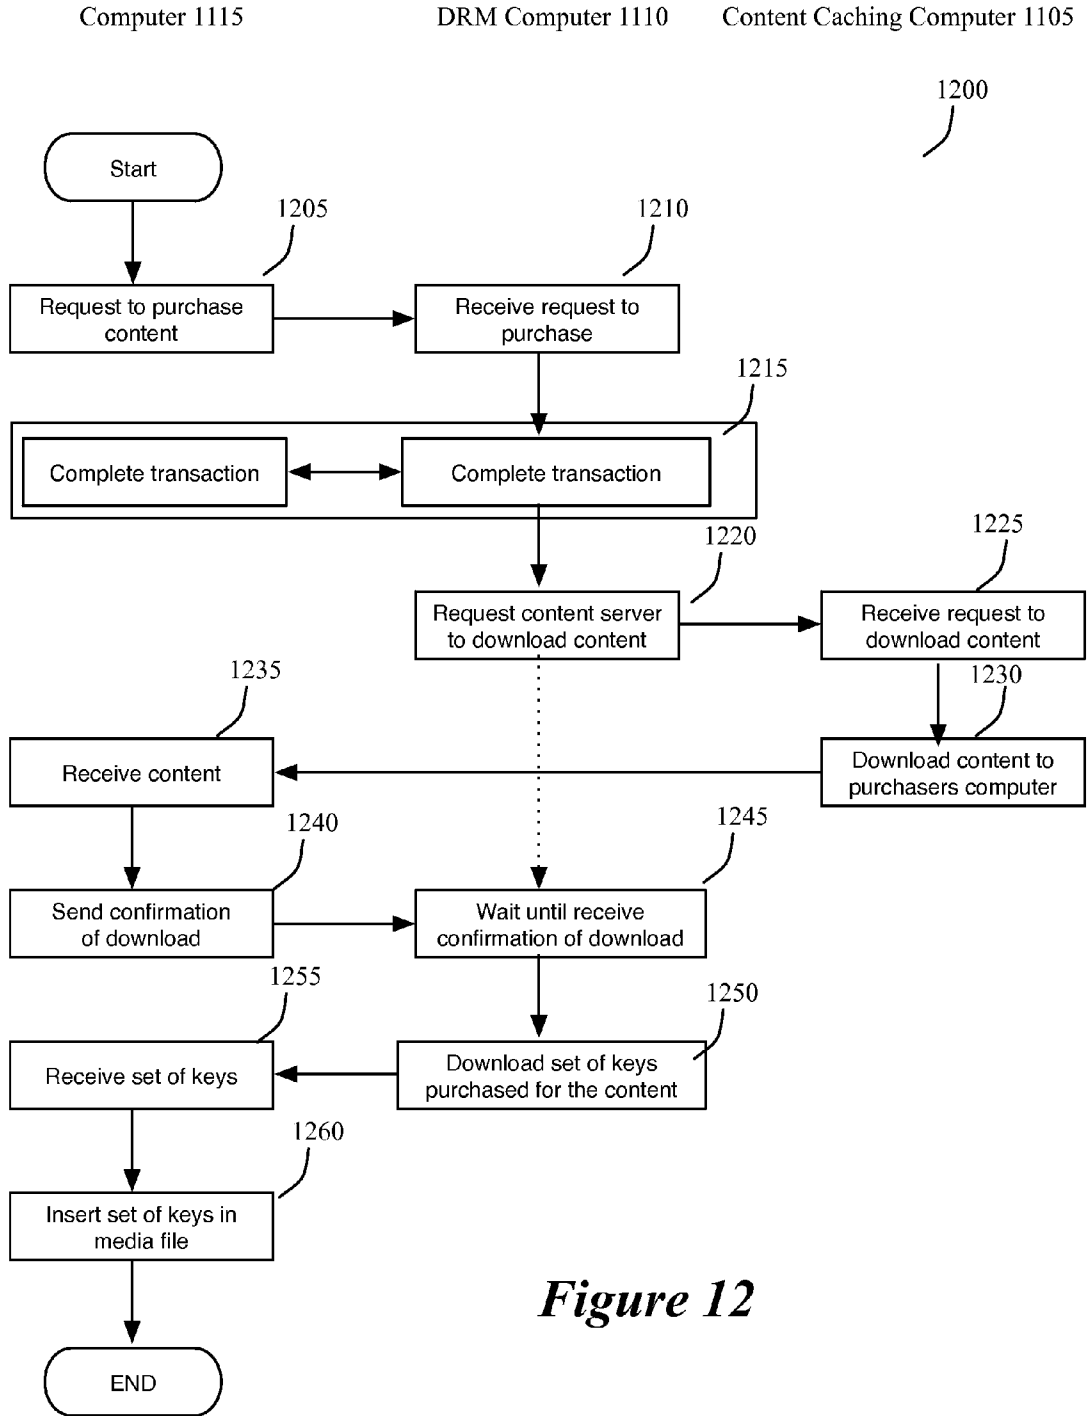 Computer 1115
DRM Computer 1110
Content Caching Computer 1105
1200
Start
1205
1210
Request to purchase
content
Receive request to
purchase
1215
Complete transaction
Complete transaction
1220
1225
Request content server
to download content
Receive request to
download content
1235
1230
Receive content
Download content to
purchasers computer
1240
1245
Send confirmation
of download
Wait until receive
confirmation of download
1255
1250
Receive set of keys
Download set of keys
purchased for the content
1260
Insert set of keys in
media file
Figure 12
END